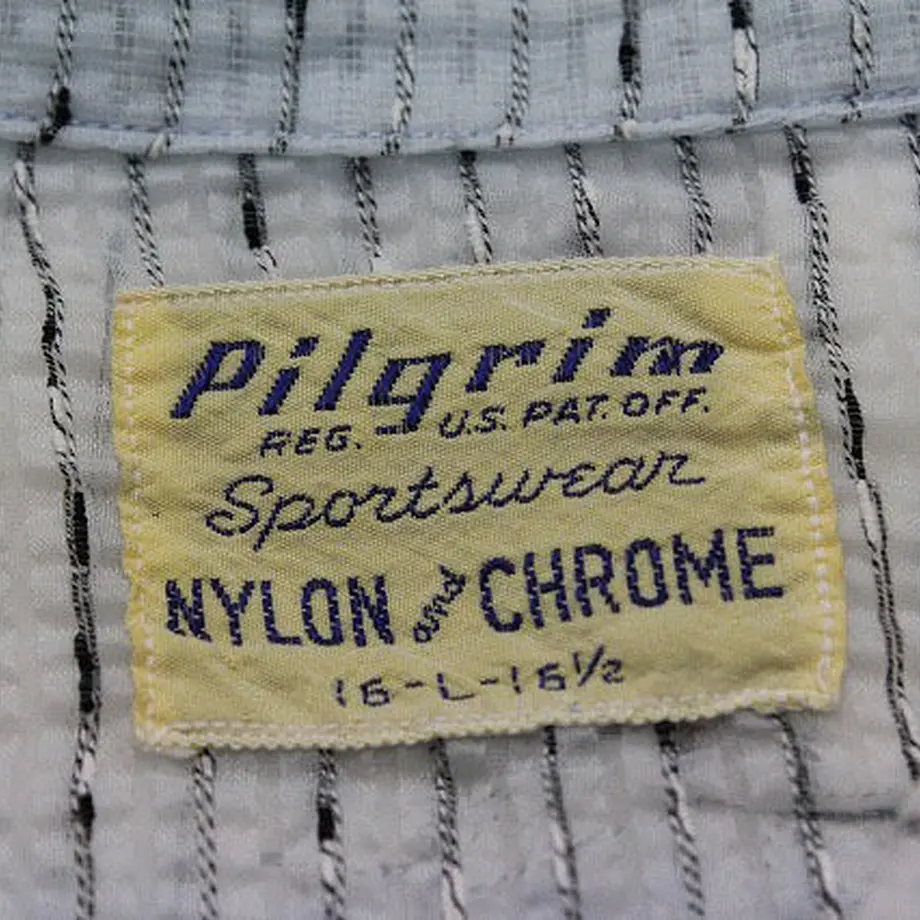 Pilgrim
REG. U.S. PAT. OFF.
Sportswear
NYLON and CHROME
16-L-16½